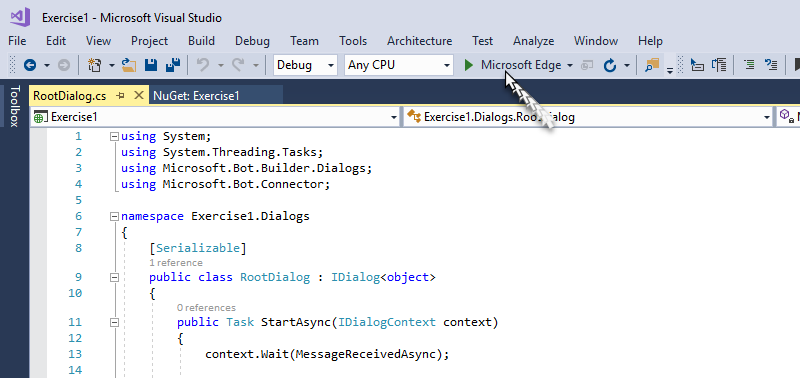 Exercise1 - Microsoft Visual Studio
File Edit View Project Build Debug Team Tools Architecture Test Analyze Window Help
Debug Any CPU Microsoft Edge
Toolbox
RootDialog.cs NuGet: Exercise1
Exercise1 Exercise1.Dialogs.Roo Dialog
1 using System;
2 using System.Threading.Tasks;
3 using Microsoft.Bot.Builder.Dialogs;
4 using Microsoft.Bot.Connector;
5
6 namespace Exercise1.Dialogs
7 {
8 [Serializable]
1 reference
9 public class RootDialog : IDialog<object>
10 {
0 references
11 public Task StartAsync(IDialogContext context)
12 {
13 context.Wait(MessageReceivedAsync);
14